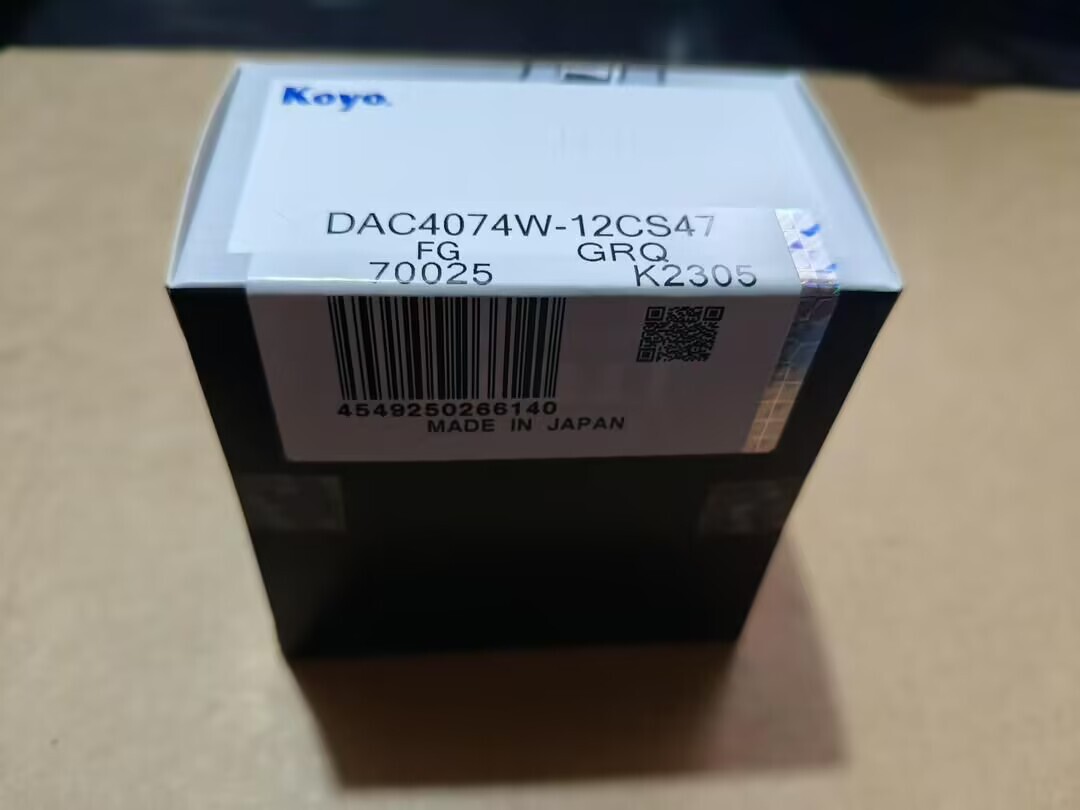 Koyo
DAC4074W-12CS47
FG GRQ
70025 K2305
4549250266140
MADE IN JAPAN